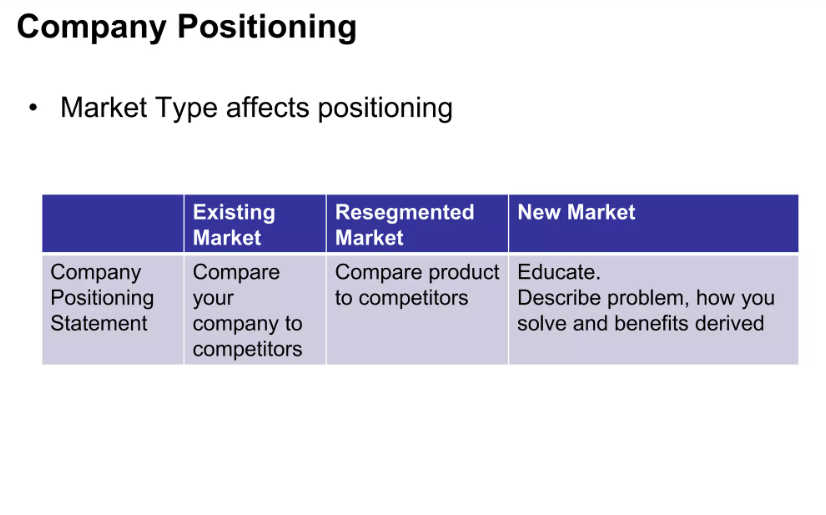 Company Positioning
• Market Type affects positioning
Existing Market
Resegmented Market
New Market
Company Positioning Statement
Compare your company to competitors
Compare product to competitors
Educate.
Describe problem, how you solve and benefits derived